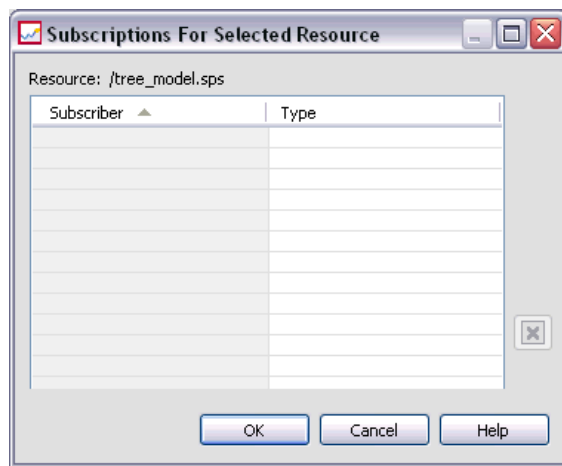 Subscriptions For Selected Resource
Resource: /tree_model.sps
Subscriber Type
OK Cancel Help